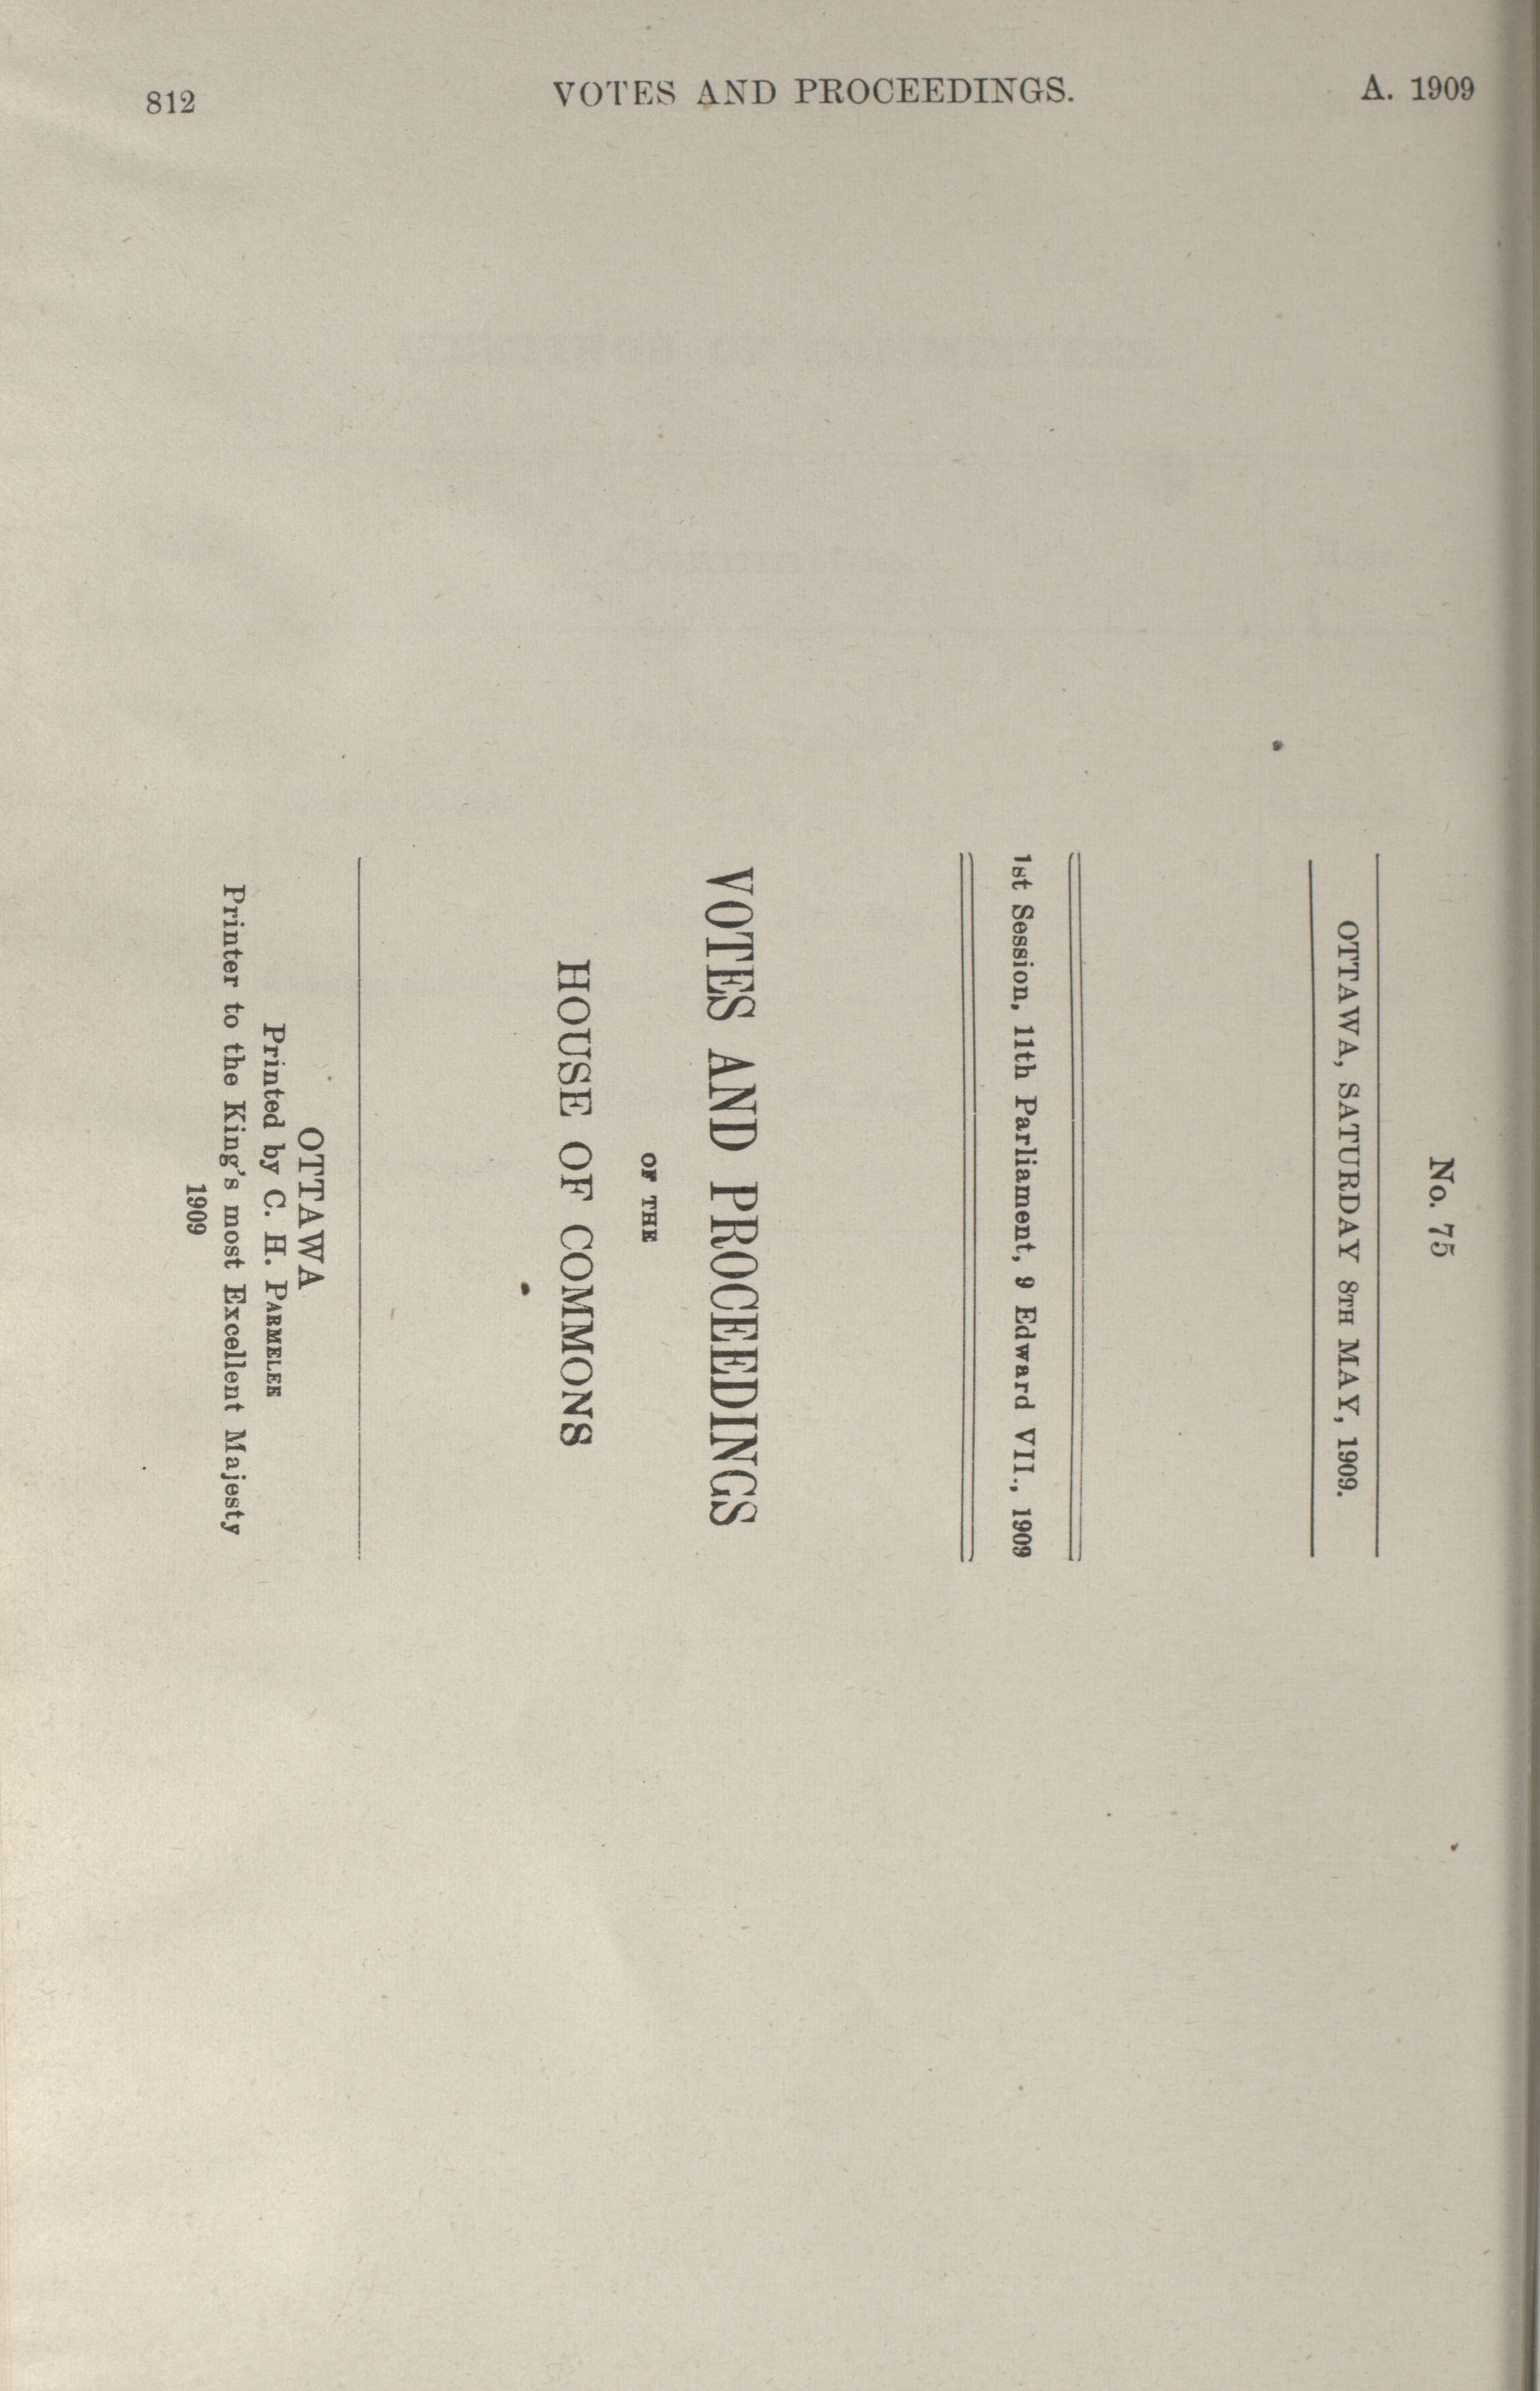 812 VOTES AND PROCEEDINGS. A. 1909
No. 75
OTTAWA, SATURDAY 8TH MAY, 1909.
1st Session, 11th Parliament, 9 Edward VII., 1909
VOTES AND PROCEEDINGS
OF THE
HOUSE OF COMMONS
OTTAWA
Printed by C. H. PARMELEE
Printer to the King's most Excellent Majesty
1909